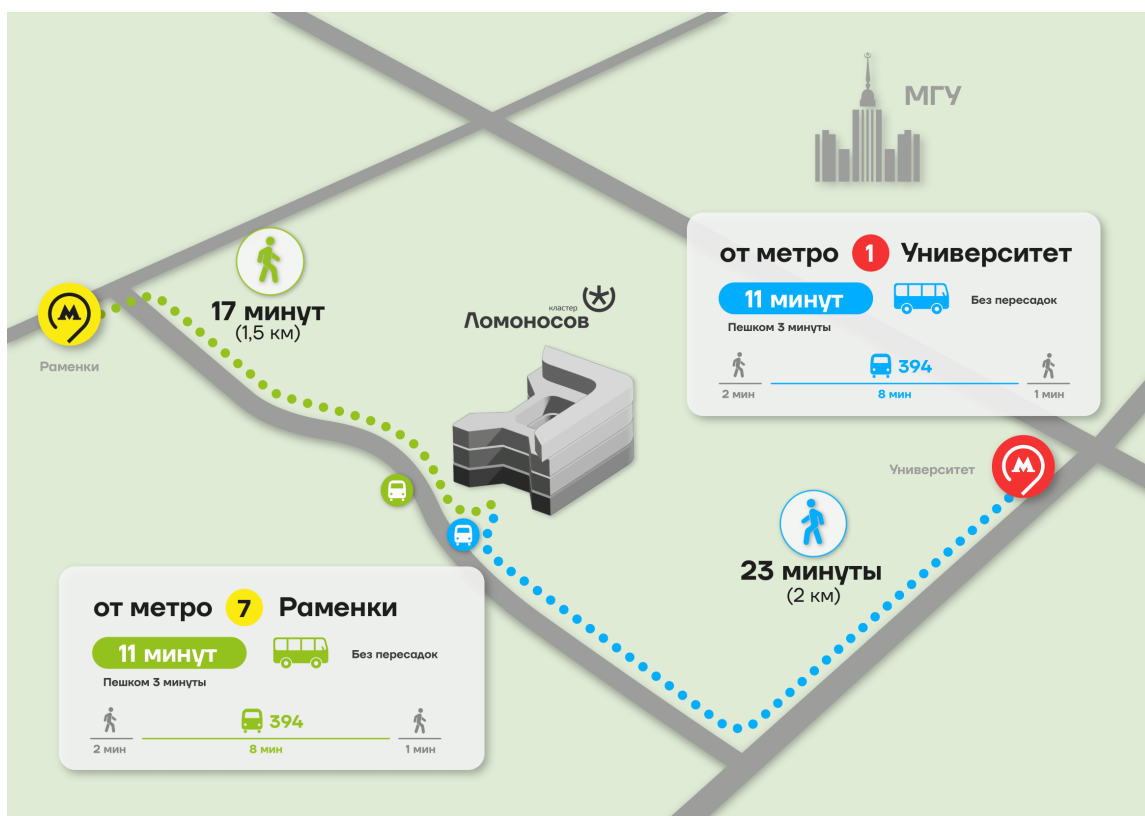 МГУ
от метро 1 Университет
11 минут
Без пересадок
Пешком 3 минуты
394
2 мин
8 мин
1 мин
17 минут
(1,5 км)
кластер
Ломоносов
М
Раменки
Университет
М
23 минуты
(2 км)
от метро 7 Раменки
11 минут
Без пересадок
Пешком 3 минуты
394
2 мин
8 мин
1 мин